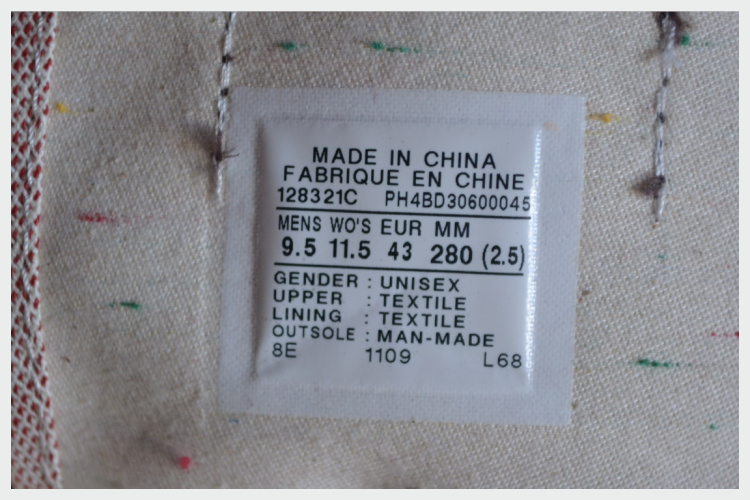 MADE IN CHINA
FABRIQUE EN CHINE
128321C PH4BD30600045
MENS WO'S EUR MM
9.5 11.5 43 280 (2.5)
GENDER : UNISEX
UPPER : TEXTILE
LINING : TEXTILE
OUTSOLE : MAN-MADE
8E 1109 L68